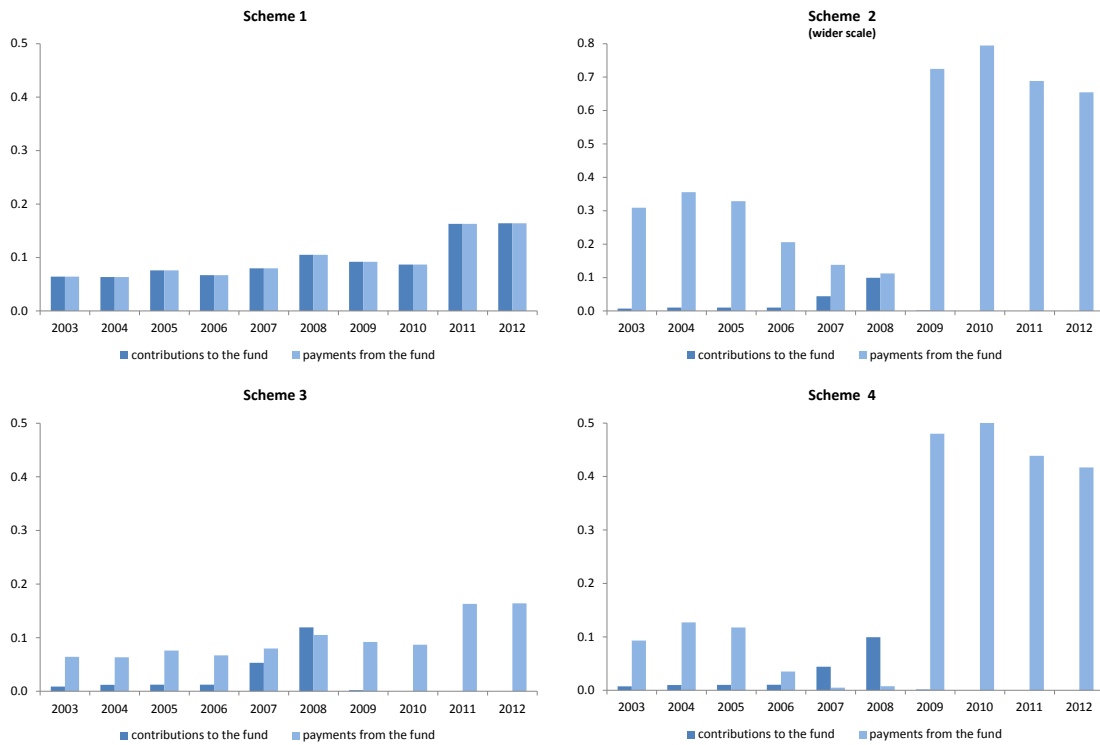 Scheme 1
0.5
0.4
0.3
0.2
0.1
0.0
2003 2004 2005 2006 2007 2008 2009 2010 2011 2012
contributions to the fund payments from the fund
Scheme 2
(wider scale)
0.8
0.7
0.6
0.5
0.4
0.3
0.2
0.1
0.0
2003 2004 2005 2006 2007 2008 2009 2010 2011 2012
contributions to the fund payments from the fund
Scheme 3
0.5
0.4
0.3
0.2
0.1
0.0
2003 2004 2005 2006 2007 2008 2009 2010 2011 2012
contributions to the fund payments from the fund
Scheme 4
0.5
0.4
0.3
0.2
0.1
0.0
2003 2004 2005 2006 2007 2008 2009 2010 2011 2012
contributions to the fund payments from the fund